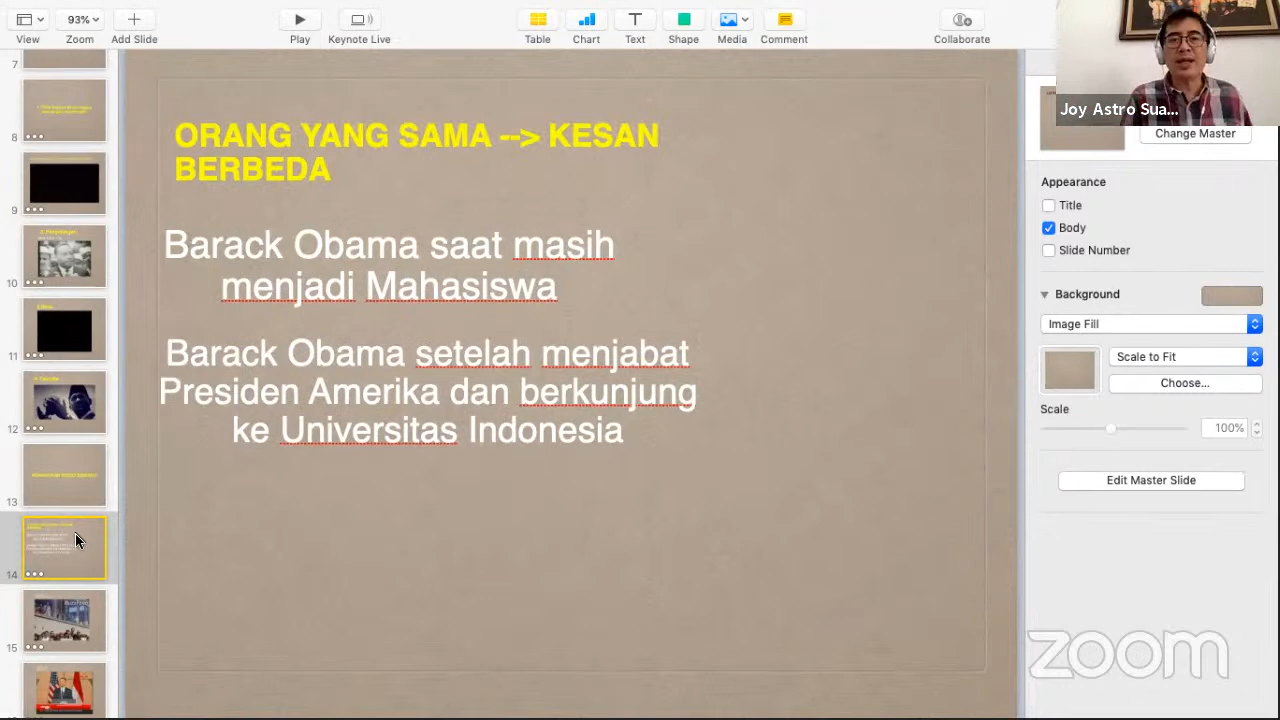 View
93%
Zoom
Add Slide
Play
Keynote Live
Table
Chart
Text
Shape
Media
Comment
Collaborate
Joy Astro Sua...
7
8
9
10
11
12
13
14
15
ORANG YANG SAMA --> KESAN
BERBEDA
Barack Obama saat masih
menjadi Mahasiswa
Barack Obama setelah menjabat
Presiden Amerika dan berkunjung
ke Universitas Indonesia
Change Master
Appearance
Title
Body
Slide Number
Background
Image Fill
Scale to Fit
Choose...
Scale
100%
Edit Master Slide
zoom